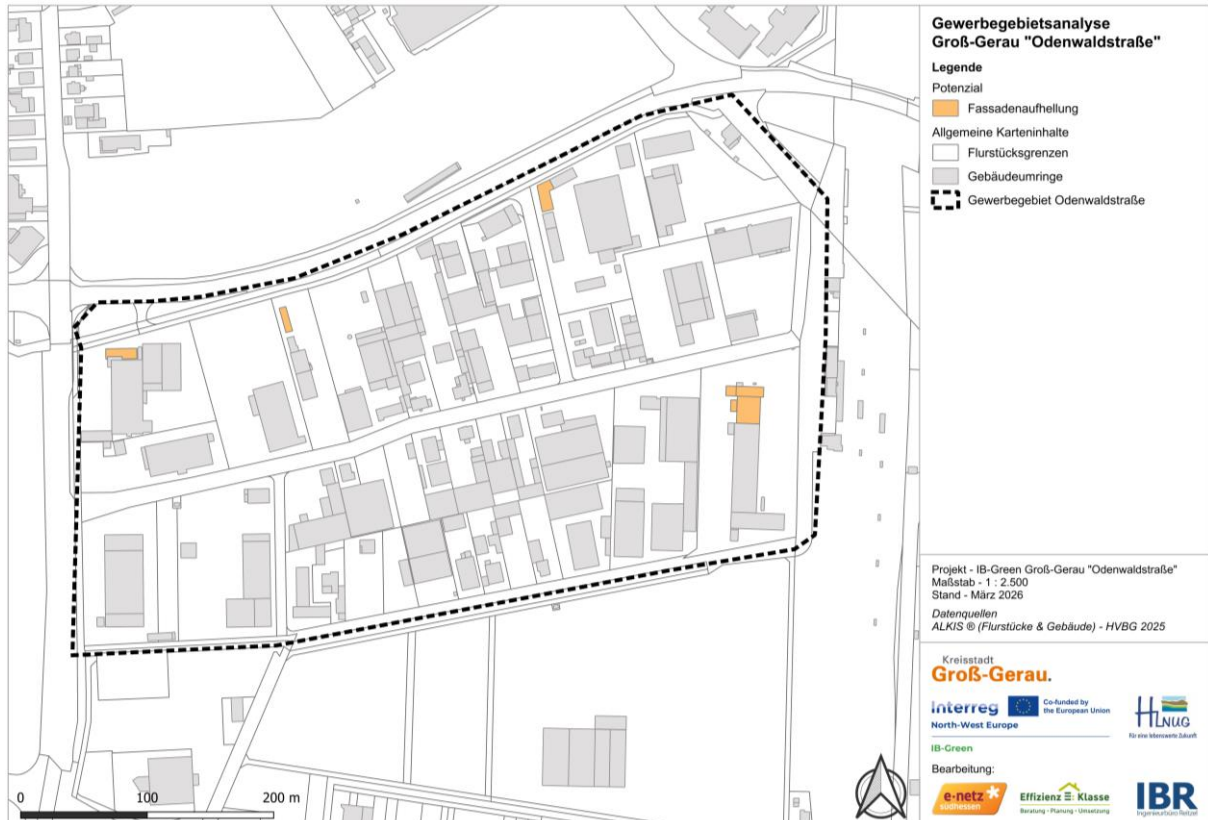 Gewerbegebietsanalyse
Groß-Gerau "Odenwaldstraße"
Legende
Potenzial
Fassadenaufhellung
Allgemeine Karteninhalte
Flurstücksgrenzen
Gebäudeumringe
Gewerbegebiet Odenwaldstraße
Projekt - IB-Green Groß-Gerau "Odenwaldstraße"
Maßstab - 1 : 2.500
Stand - März 2026
Datenquellen
ALKIS ® (Flurstücke & Gebäude) - HVBG 2025
Kreisstadt
Groß-Gerau.
Interreg
Co-funded by
the European Union
North-West Europe
HLNUG
Für eine lebenswerte Zukunft
IB-Green
Bearbeitung:
e-netz
südhessen
Effizienz Klasse
Beratung - Planung - Umsetzung
IBR
Ingenieurbüro Reitzel
0 100 200 m